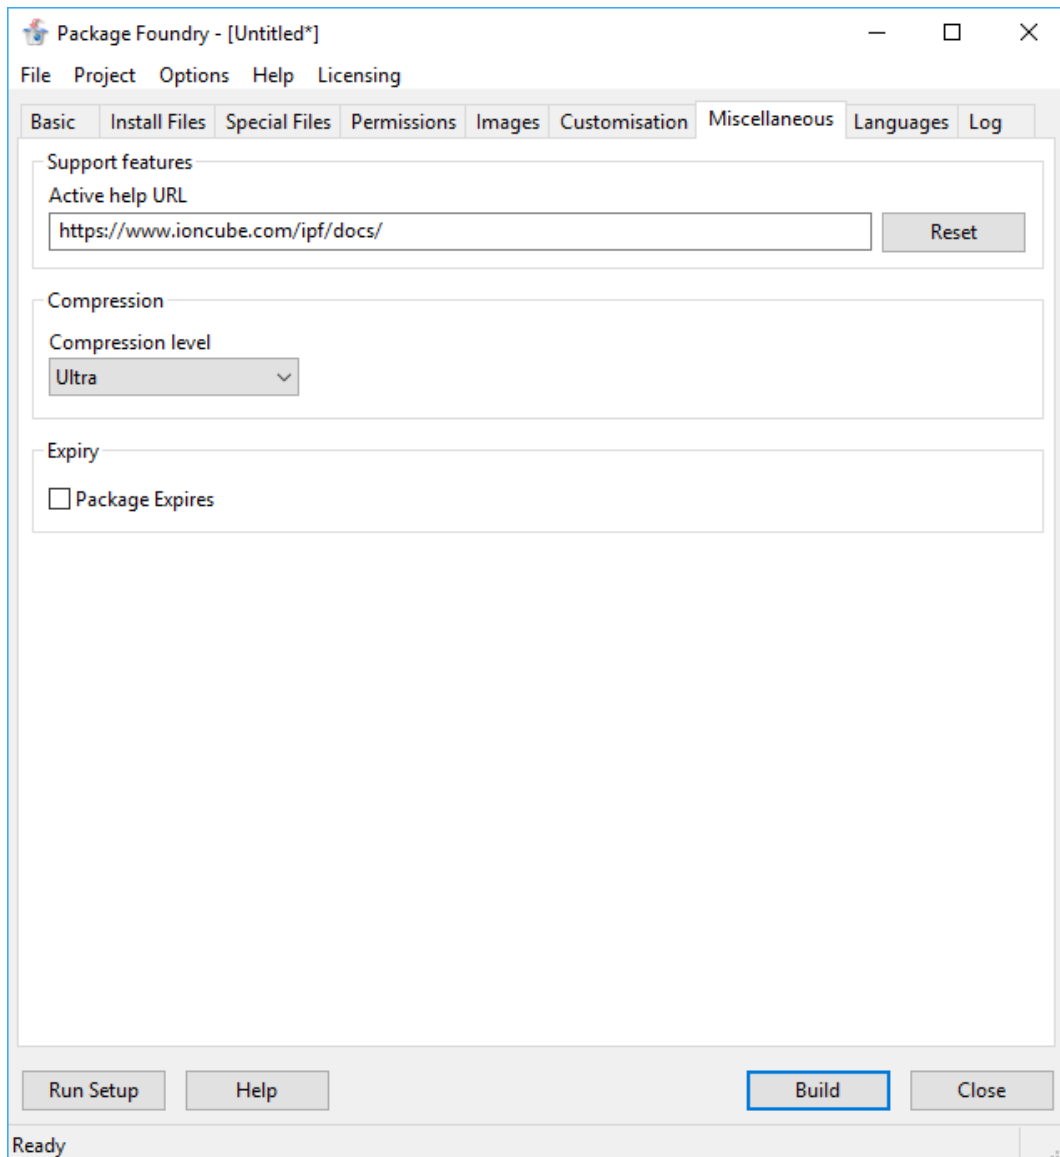 Package Foundry - [Untitled*]
File Project Options Help Licensing
Basic Install Files Special Files Permissions Images Customisation Miscellaneous Languages Log
Support features
Active help URL
https://www.ioncube.com/ipf/docs/ Reset
Compression
Compression level
Ultra
Expiry
Package Expires
Run Setup Help Build Close
Ready